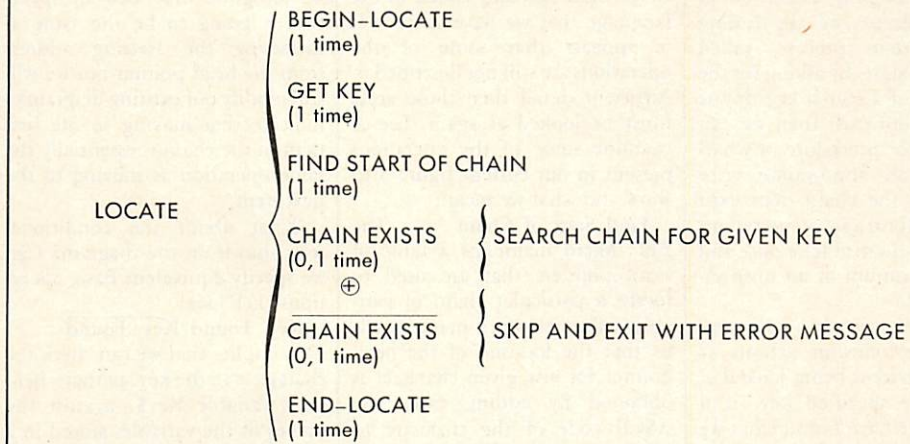 BEGIN–LOCATE
(1 time)
GET KEY
(1 time)
FIND START OF CHAIN
(1 time)
LOCATE
CHAIN EXISTS
(0,1 time)
SEARCH CHAIN FOR GIVEN KEY
⊕
CHAIN EXISTS
(0,1 time)
SKIP AND EXIT WITH ERROR MESSAGE
END–LOCATE
(1 time)